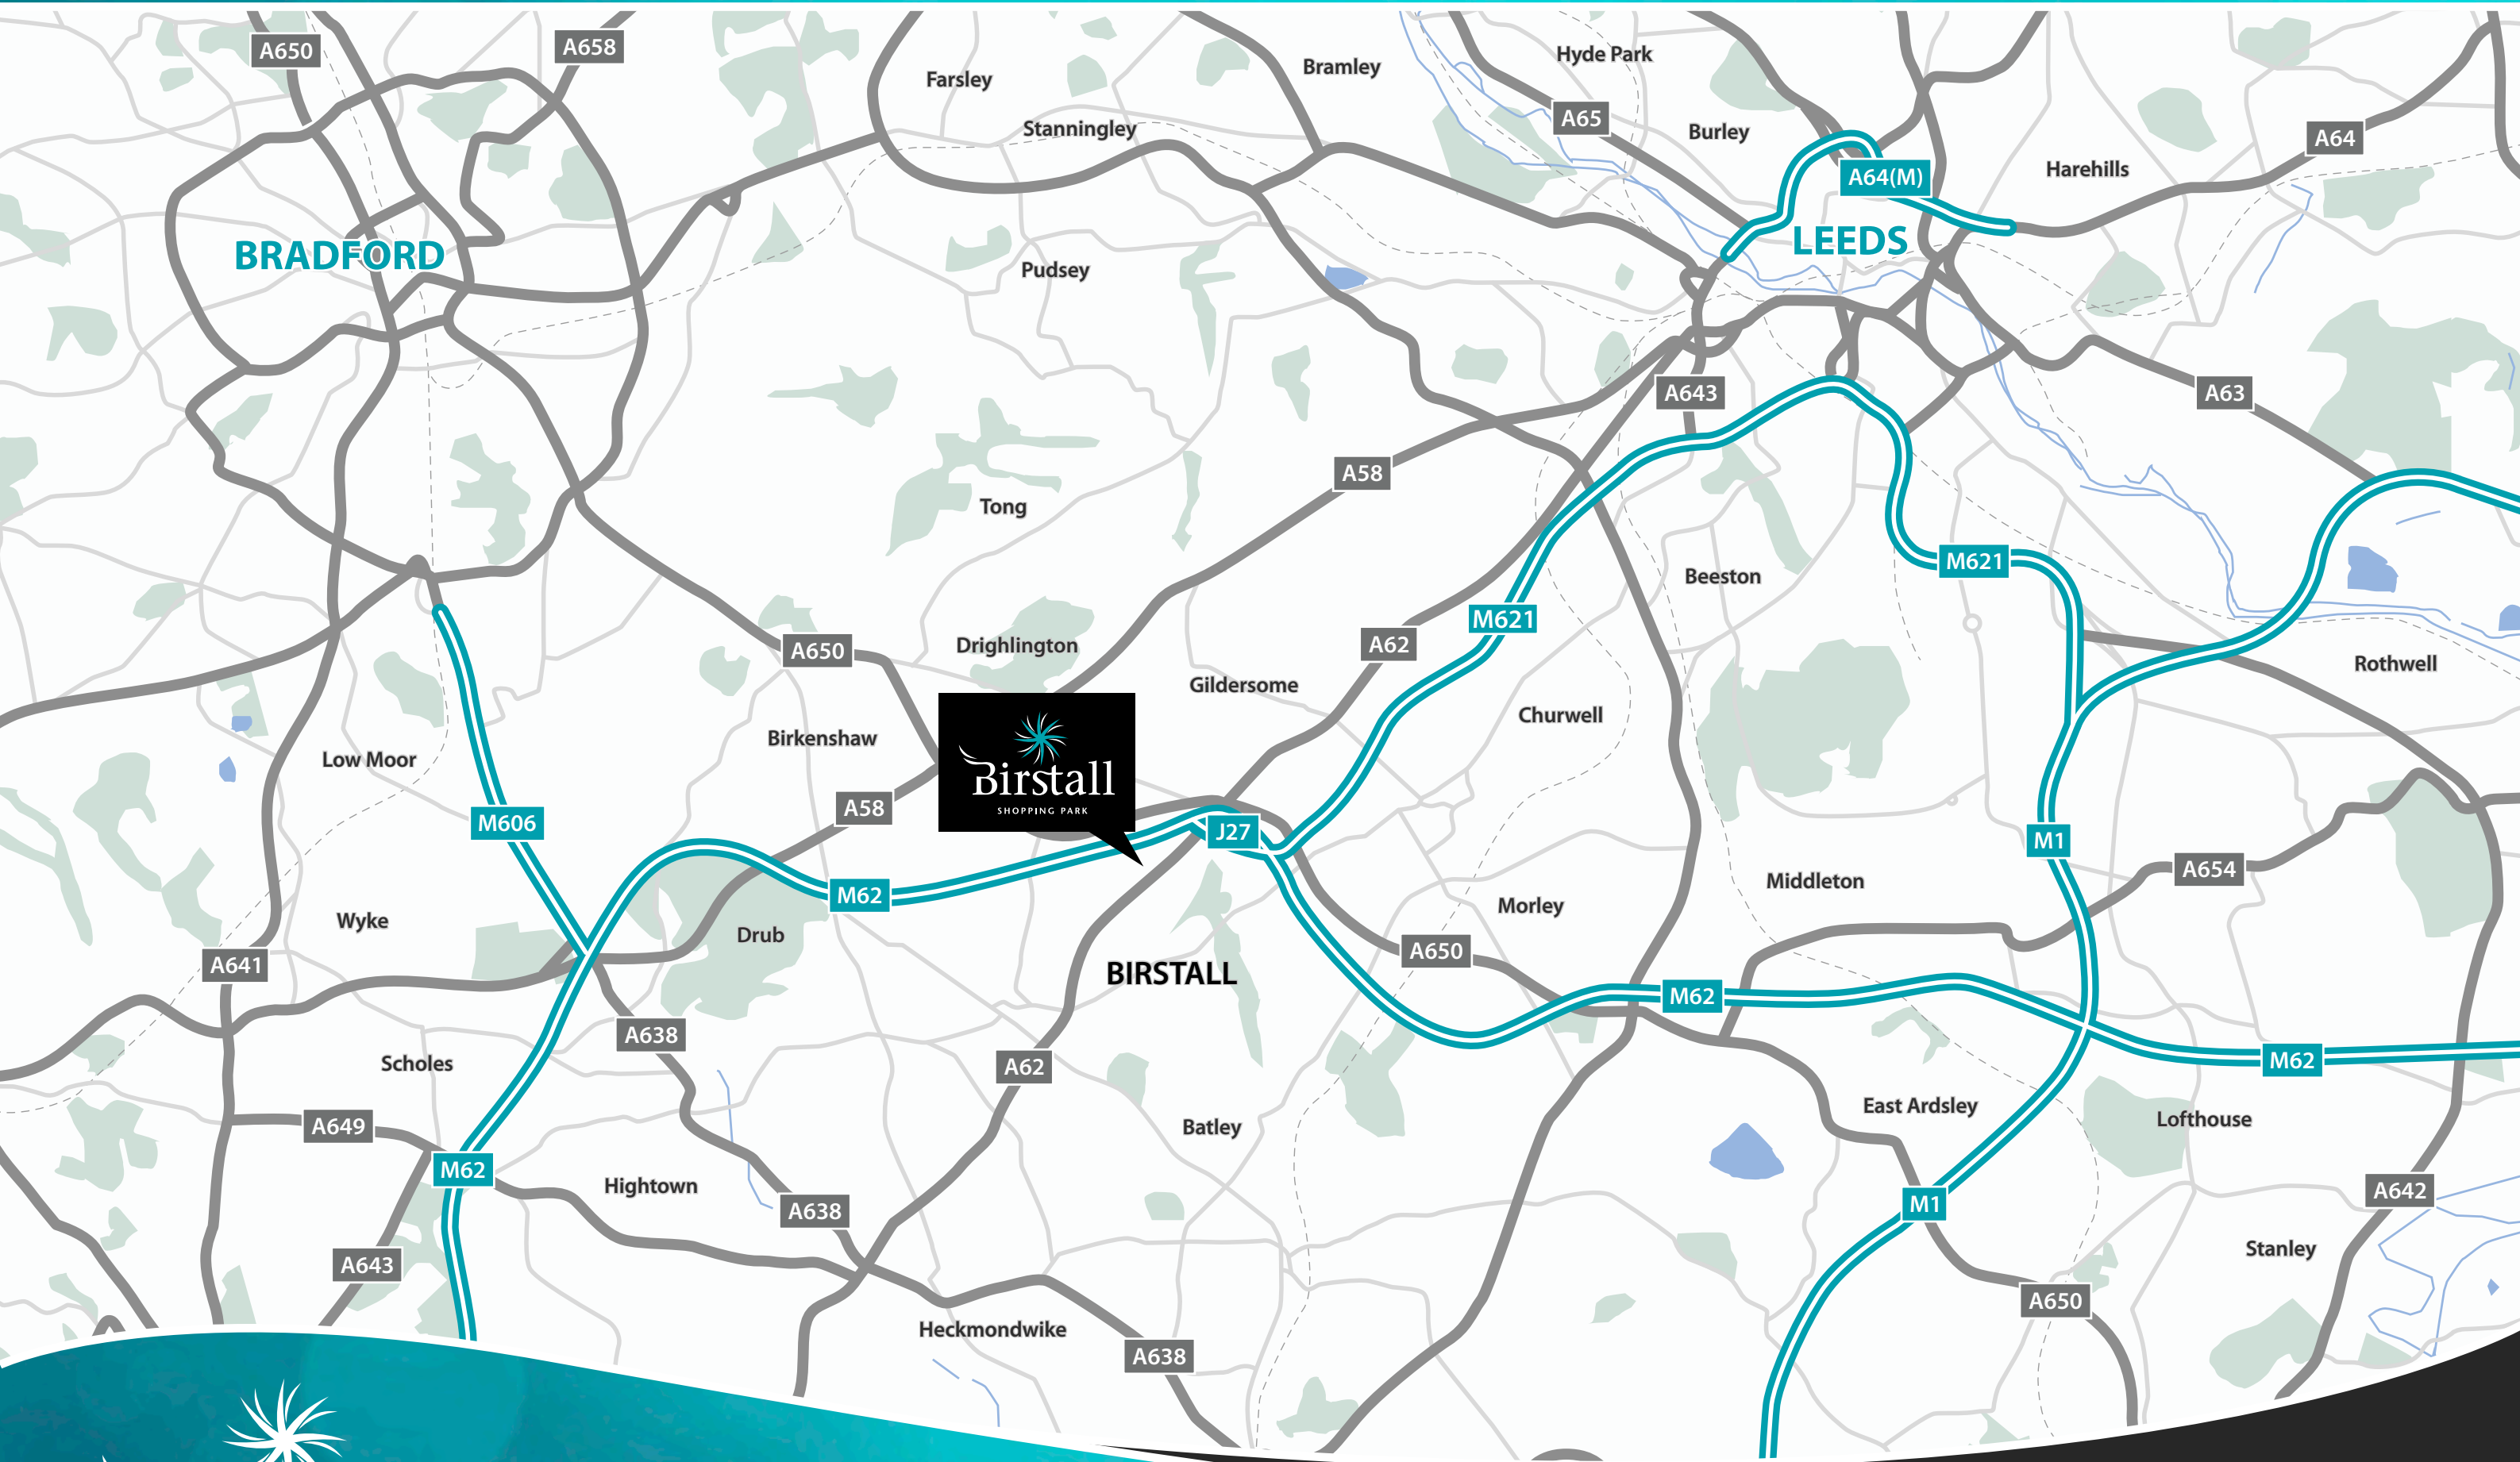 A650
A658
Farsley
Bramley
Hyde Park
A65
Stanningley
Burley
A64
Harehills
A64(M)
BRADFORD
LEEDS
Pudsey
A643
A63
A58
Tong
M621
Beeston
M621
A62
Drighlington
A650
Rothwell
Gildersome
Churwell
Birkenshaw
Low Moor
Birstall
SHOPPING PARK
A58
M606
J27
M1
A654
Middleton
M62
Morley
Wyke
Drub
A650
A641
BIRSTALL
M62
A638
Scholes
A62
M62
East Ardsley
Lofthouse
A649
Batley
M62
Hightown
A642
M1
A638
Stanley
A643
A650
Heckmondwike
A638